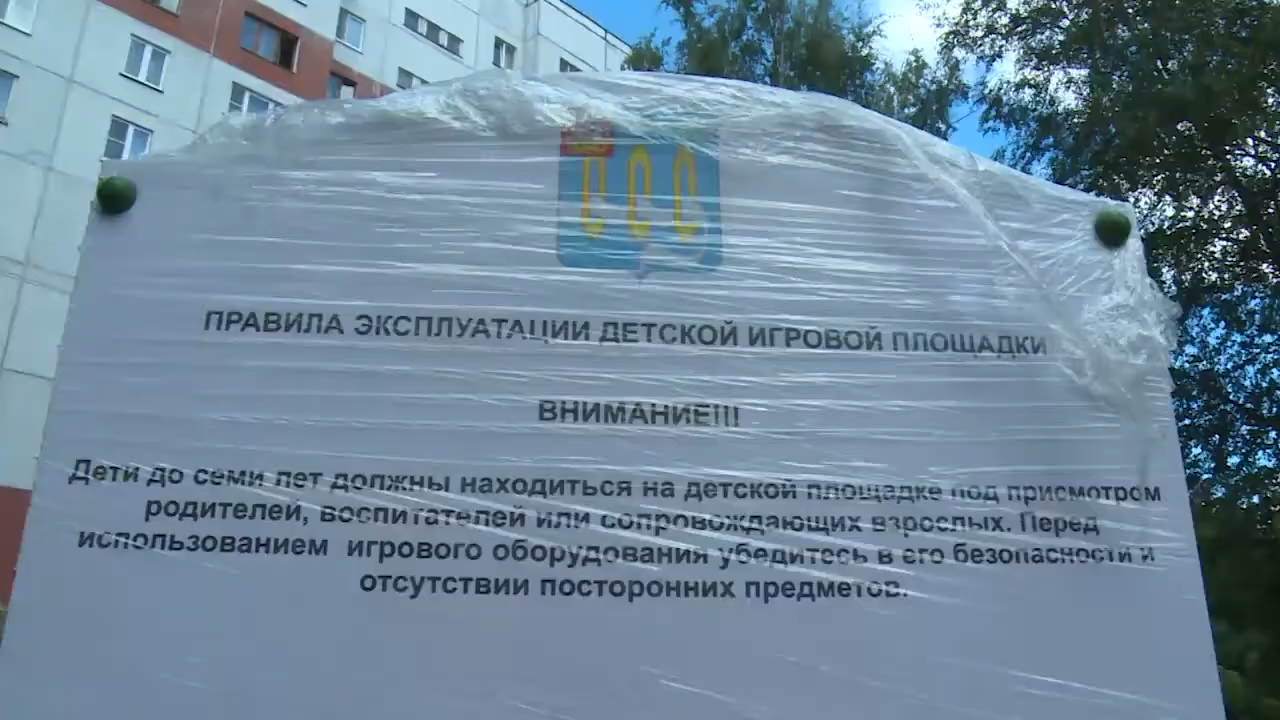 ПРАВИЛА ЭКСПЛУАТАЦИИ ДЕТСКОЙ ИГРОВОЙ ПЛОЩАДКИ
ВНИМАНИЕ!!!
Дети до семи лет должны находиться на детской площадке под присмотром
родителей, воспитателей или сопровождающих взрослых. Перед
использованием игрового оборудования убедитесь в его безопасности и
отсутствии посторонних предметов.